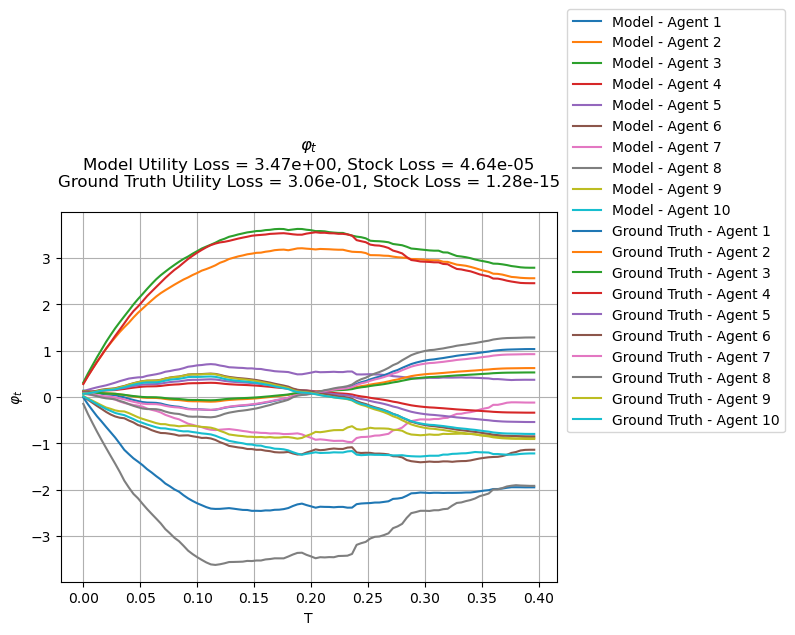 φt
Model Utility Loss = 3.47e+00, Stock Loss = 4.64e-05
Ground Truth Utility Loss = 3.06e-01, Stock Loss = 1.28e-15
Model - Agent 1
Model - Agent 2
Model - Agent 3
Model - Agent 4
Model - Agent 5
Model - Agent 6
Model - Agent 7
Model - Agent 8
Model - Agent 9
Model - Agent 10
Ground Truth - Agent 1
Ground Truth - Agent 2
Ground Truth - Agent 3
Ground Truth - Agent 4
Ground Truth - Agent 5
Ground Truth - Agent 6
Ground Truth - Agent 7
Ground Truth - Agent 8
Ground Truth - Agent 9
Ground Truth - Agent 10
φt
3
2
1
0
−1
−2
−3
0.00 0.05 0.10 0.15 0.20 0.25 0.30 0.35 0.40
T